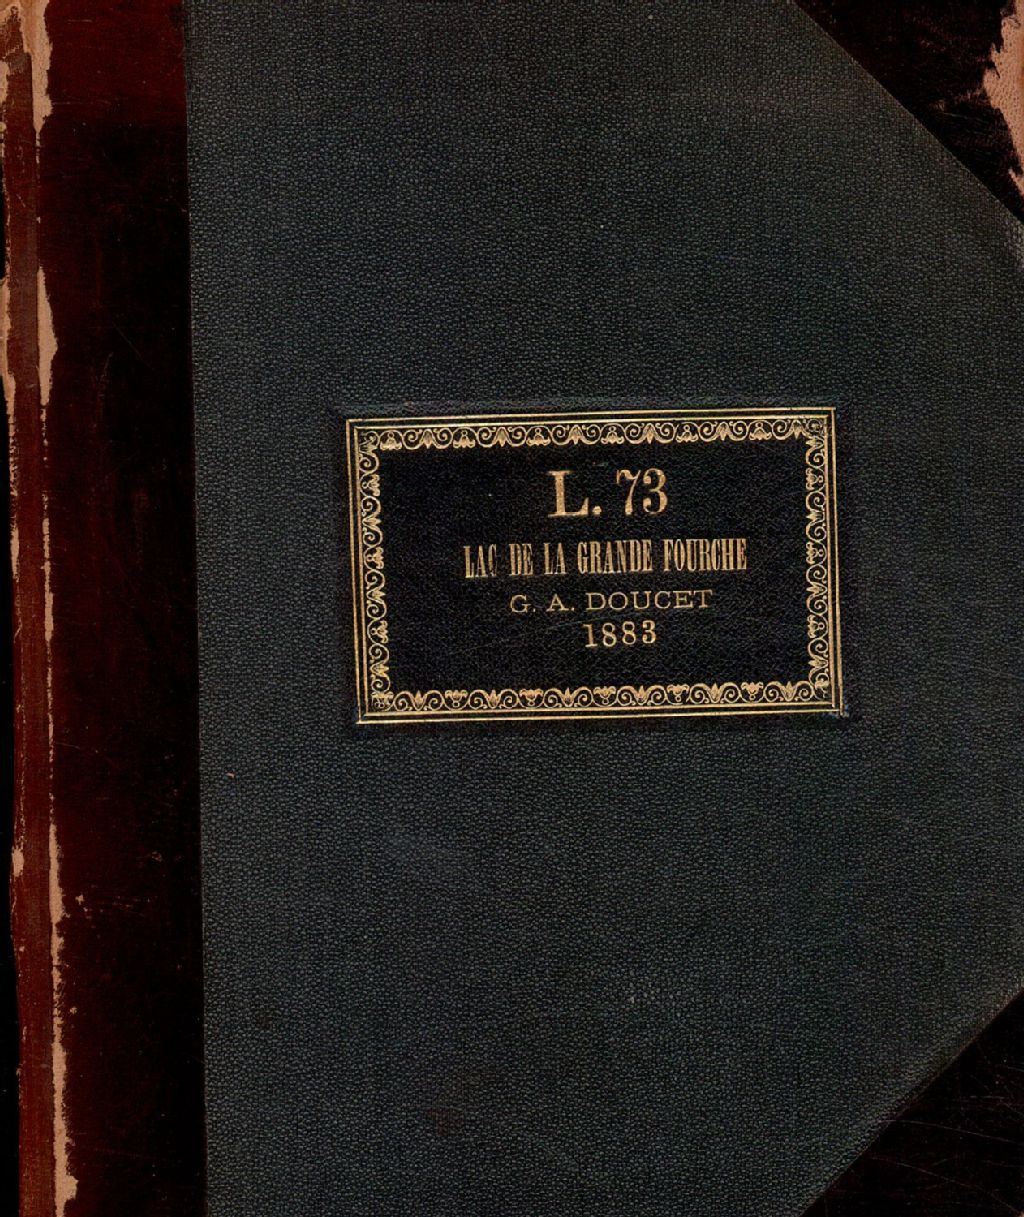 L. 73
LAC DE LA GRANDE FOURCHE
G. A. DOUCET
1883